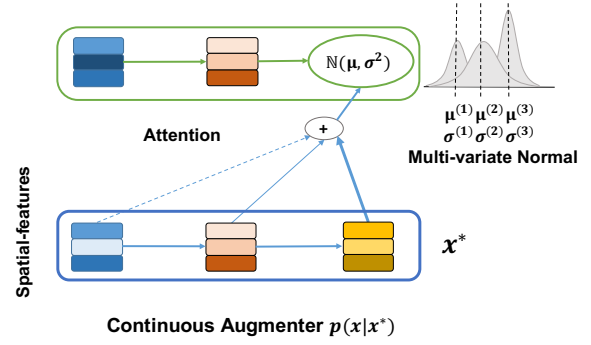 ℕ(μ, σ²)
μ⁽¹⁾ μ⁽²⁾ μ⁽³⁾
σ⁽¹⁾ σ⁽²⁾ σ⁽³⁾
Multi-variate Normal
Attention
+
Spatial-features
x*
Continuous Augmenter p(x|x*)